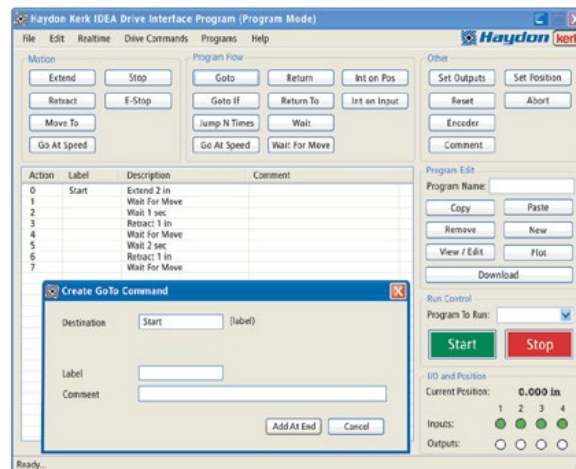 Haydon Kerk IDEA Drive Interface Program (Program Mode)
File Edit Realtime Drive Commands Programs Help
Haydon kerk
Motion
Extend Stop
Retract E-Stop
Move To
Go At Speed
Program Flow
Goto Return Int on Pos
Goto If Return To Int on Input
Jump N Times Wait
Go At Speed Wait For Move
Other
Set Outputs Set Position
Reset Abort
Encoder
Comment
Action Label Description Comment
0 Start Extend 2 in
1 Wait For Move
2 Wait 1 sec
3 Retract 1 in
4 Wait For Move
5 Wait 2 sec
6 Retract 1 in
7 Wait For Move
Program Edit
Program Name:
Copy Paste
Remove New
View / Edit Plot
Download
Run Control
Program To Run:
Start Stop
I/O and Position
Current Position: 0.000 in
1 2 3 4
Inputs:
Outputs:
Create GoTo Command
Destination Start (label)
Label
Comment
Add At End Cancel
Ready...